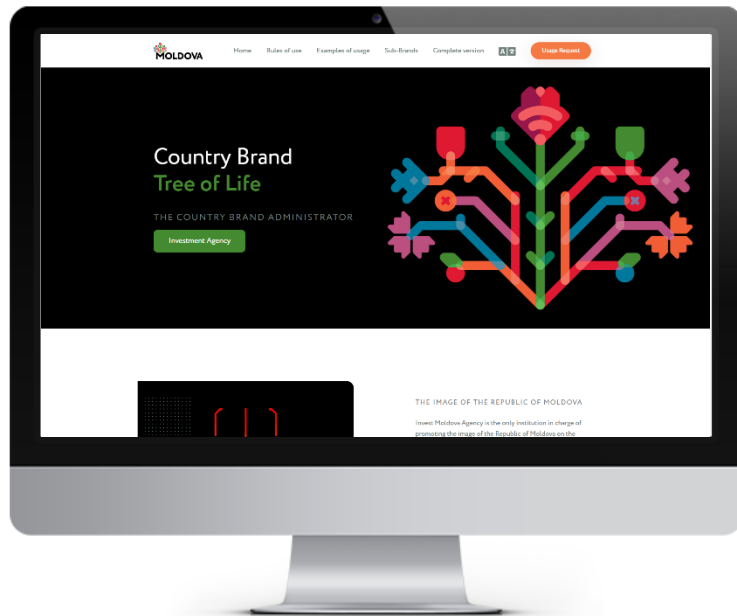 MOLDOVA
Home Rules of use Examples of usage Sub-Brands Complete version A Usage Request
Country Brand
Tree of Life
THE COUNTRY BRAND ADMINISTRATOR
Investment Agency
THE IMAGE OF THE REPUBLIC OF MOLDOVA
Invest Moldova Agency is the only institution in charge of
promoting the image of the Republic of Moldova on the